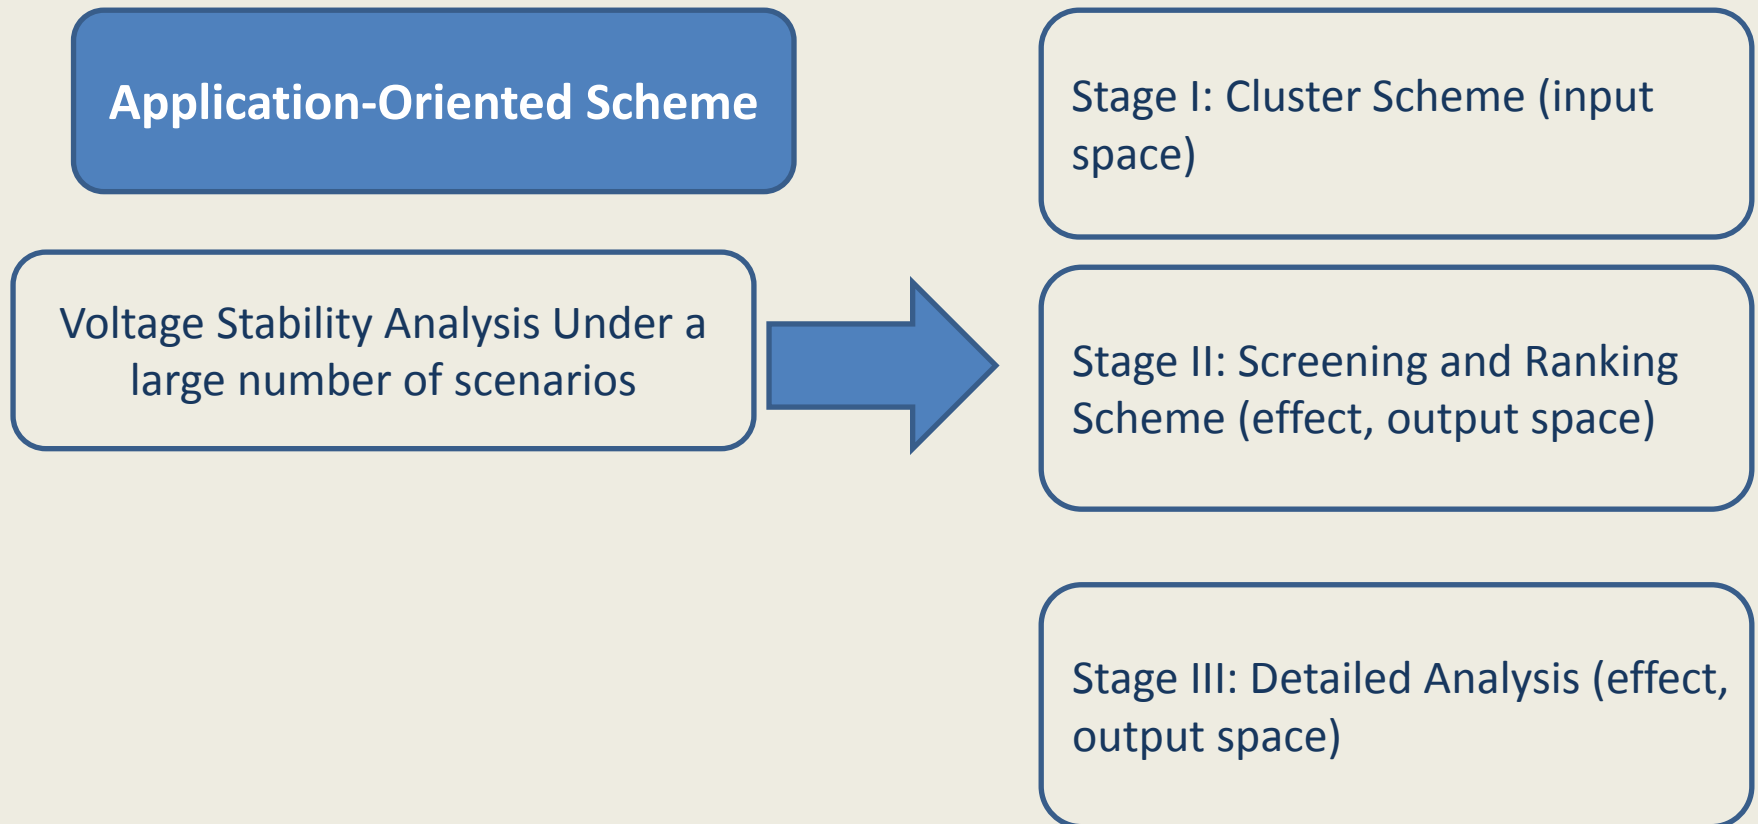 Application-Oriented Scheme
Voltage Stability Analysis Under a
large number of scenarios
Stage I: Cluster Scheme (input
space)
Stage II: Screening and Ranking
Scheme (effect, output space)
Stage III: Detailed Analysis (effect,
output space)